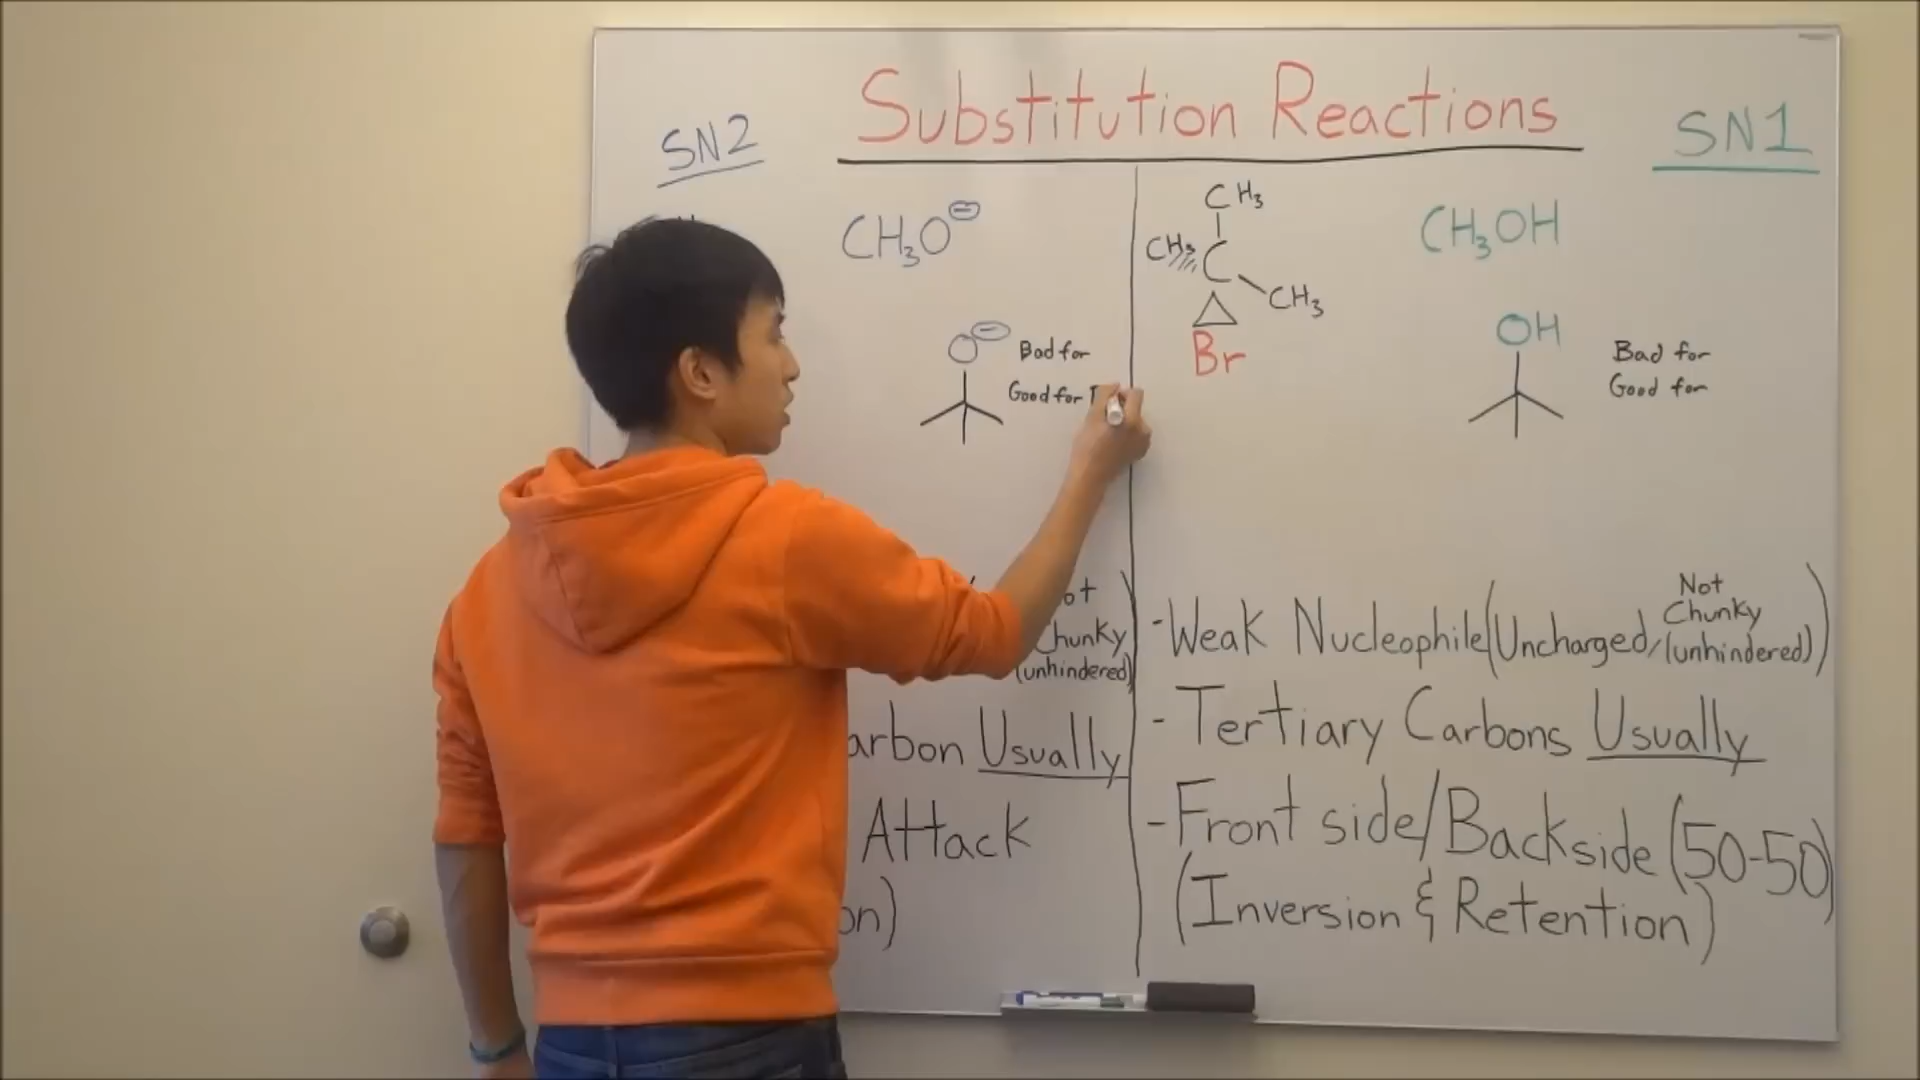 Substitution Reactions
SN2
CH3O⊖
O⊖
Bad for
Good for
ot
Chunky
(unhindered)
arbon Usually
Attack
on)
SN1
CH3
CH3
C
CH3
Br
CH3OH
OH
Bad for
Good for
- Weak Nucleophile (Uncharged/ Not Chunky (unhindered))
- Tertiary Carbons Usually
- Front side/Backside (50-50)
(Inversion & Retention)